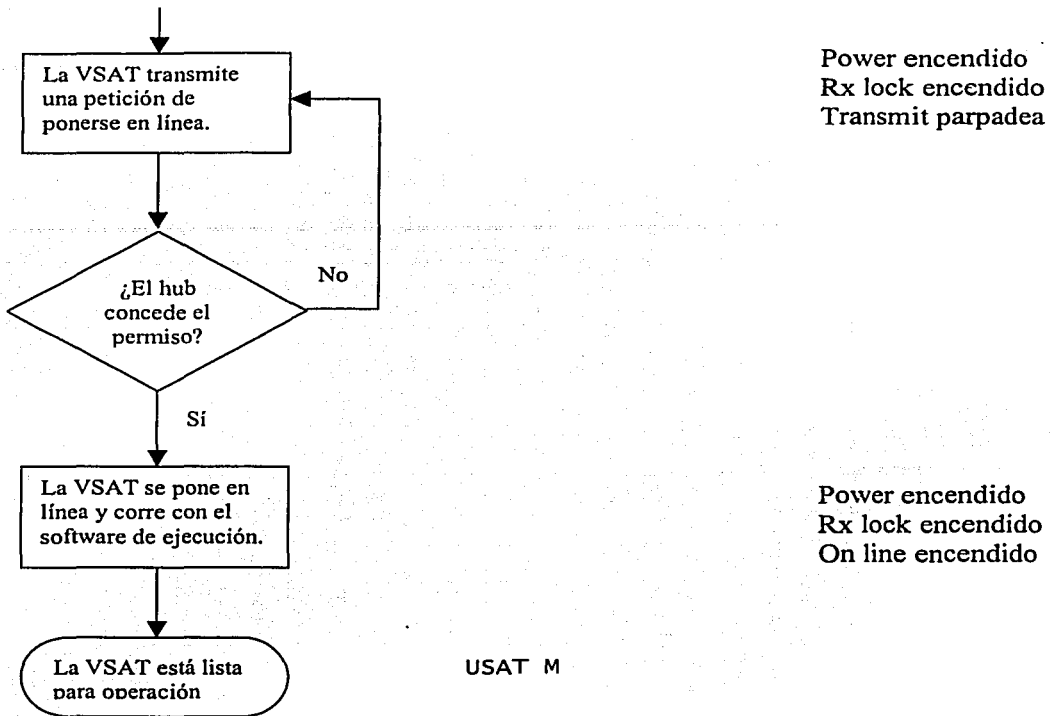 La VSAT transmite
una petición de
ponerse en línea.
Power encendido
Rx lock encendido
Transmit parpadea
¿El hub
concede el
permiso?
No
Sí
La VSAT se pone en
línea y corre con el
software de ejecución.
Power encendido
Rx lock encendido
On line encendido
La VSAT está lista
para operación
USAT M